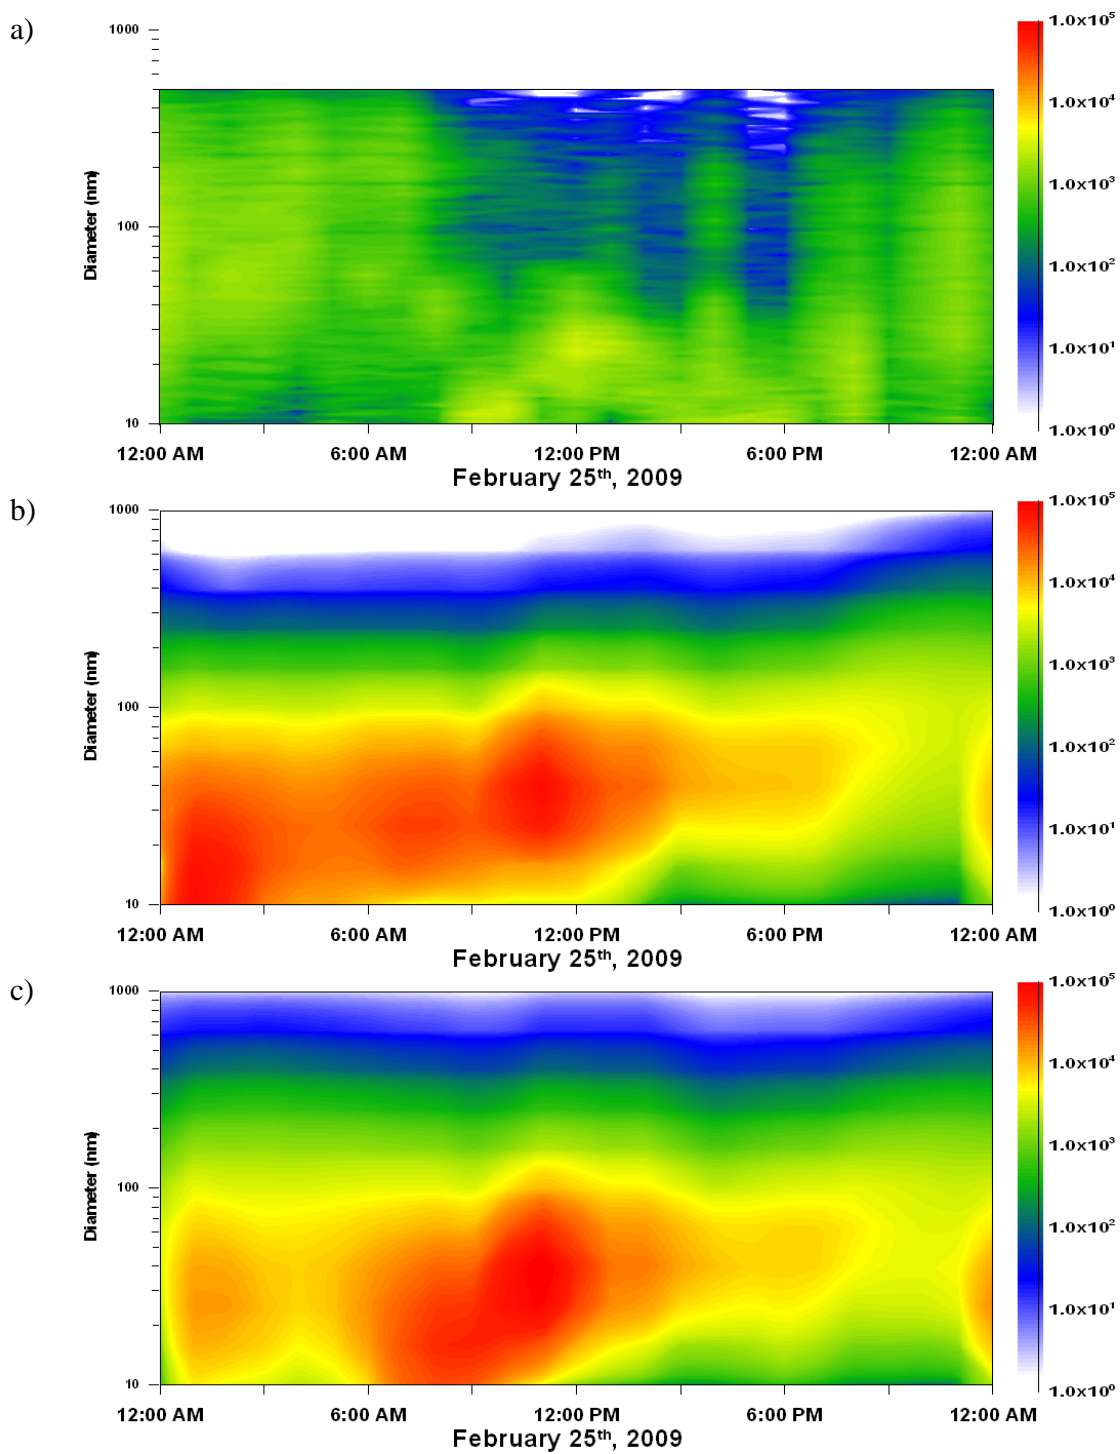 a)
1000
100
10
Diameter (nm)
12:00 AM 6:00 AM 12:00 PM 6:00 PM 12:00 AM
February 25th, 2009
1.0x10⁵
1.0x10⁴
1.0x10³
1.0x10²
1.0x10¹
1.0x10⁰
b)
1000
100
10
Diameter (nm)
12:00 AM 6:00 AM 12:00 PM 6:00 PM 12:00 AM
February 25th, 2009
1.0x10⁵
1.0x10⁴
1.0x10³
1.0x10²
1.0x10¹
1.0x10⁰
c)
1000
100
10
Diameter (nm)
12:00 AM 6:00 AM 12:00 PM 6:00 PM 12:00 AM
February 25th, 2009
1.0x10⁵
1.0x10⁴
1.0x10³
1.0x10²
1.0x10¹
1.0x10⁰